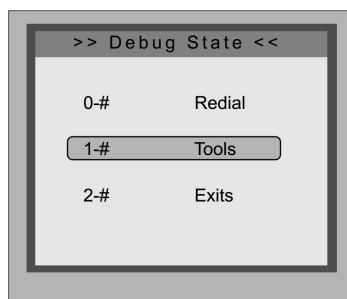 >> Debug State <<
0-# Redial
1-# Tools
2-# Exits